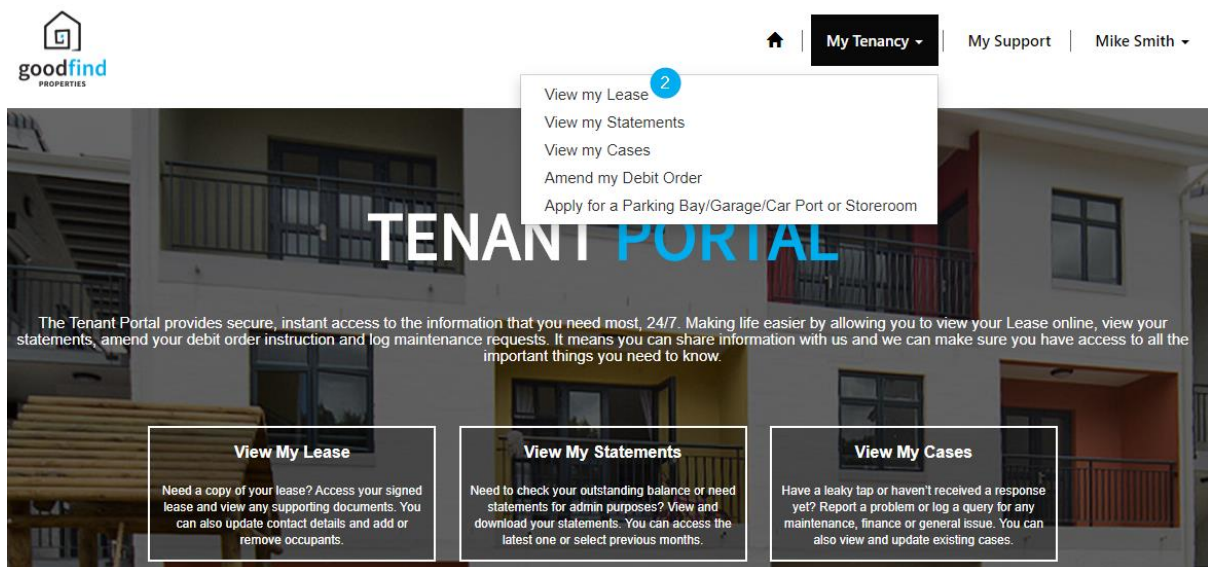 goodfind
PROPERTIES
My Tenancy
My Support
Mike Smith
View my Lease
2
View my Statements
View my Cases
Amend my Debit Order
Apply for a Parking Bay/Garage/Car Port or Storeroom
TENANT PORTAL
The Tenant Portal provides secure, instant access to the information that you need most, 24/7. Making life easier by allowing you to view your Lease online, view your
statements, amend your debit order instruction and log maintenance requests. It means you can share information with us and we can make sure you have access to all the
important things you need to know.
View My Lease
Need a copy of your lease? Access your signed
lease and view any supporting documents. You
can also update contact details and add or
remove occupants.
View My Statements
Need to check your outstanding balance or need
statements for admin purposes? View and
download your statements. You can access the
latest one or select previous months.
View My Cases
Have a leaky tap or haven't received a response
yet? Report a problem or log a query for any
maintenance, finance or general issue. You can
also view and update existing cases.